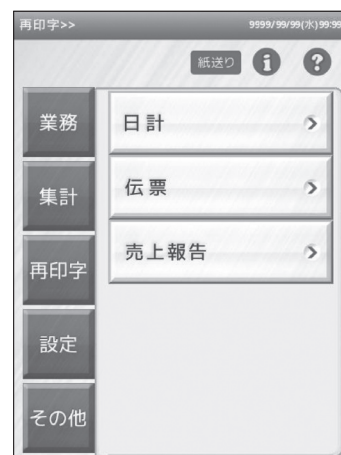 再印字>> 9999/99/99(水)99:99
紙送り i ?
業務
日計
集計
伝票
再印字
売上報告
設定
その他